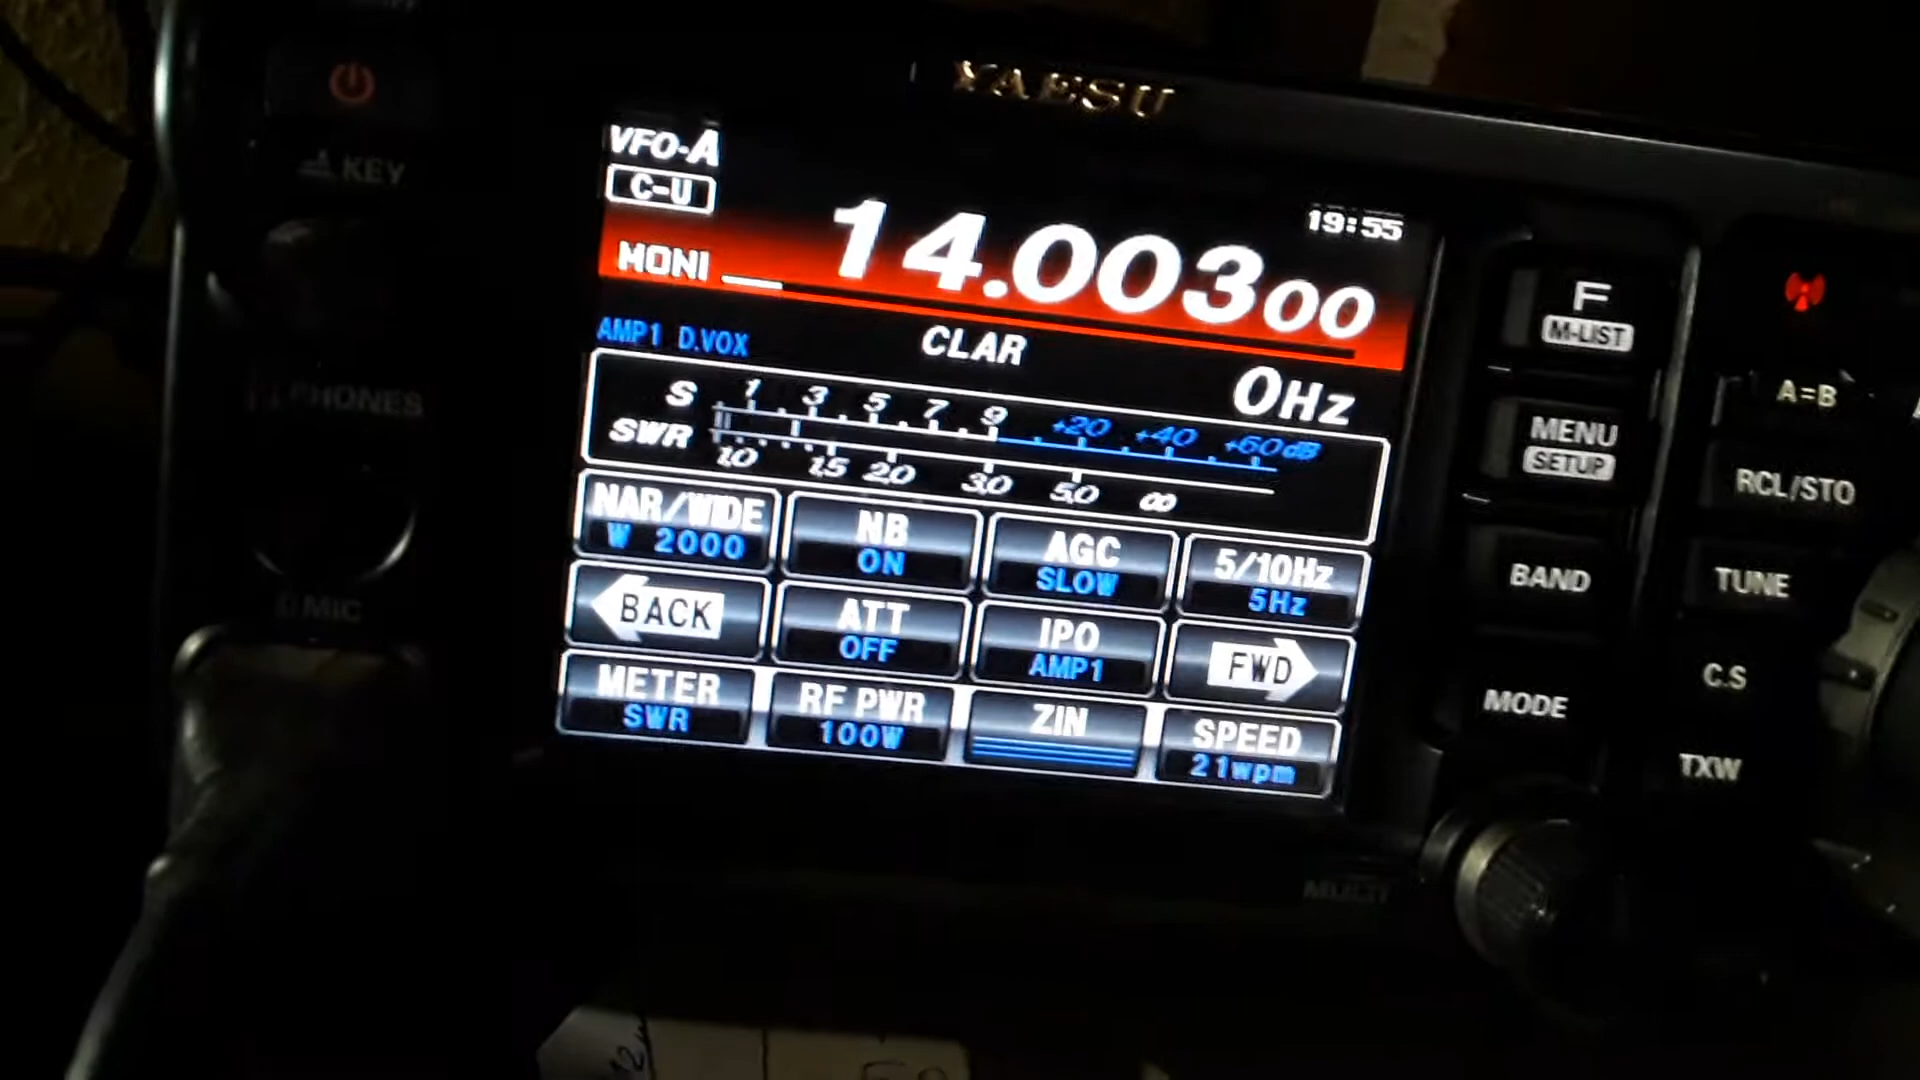 YAESU
VFO-A
C-U
14.003 00
19:55
MONI
AMP1 D.VOX
CLAR
0Hz
S 1 3 5 7 9 +20 +40 +60dB
SWR 1.0 1.5 2.0 3.0 5.0 ∞
NAR/WIDE
W 2000
NB
ON
AGC
SLOW
5/10Hz
5Hz
BACK
ATT
OFF
IPO
AMP1
FWD
METER
SWR
RF PWR
100W
ZIN
SPEED
21wpm
KEY
PHONES
MIC
F
M-LIST
MENU
SETUP
BAND
MODE
MULTI
A=B
RCL/STO
TUNE
C.S
TXW